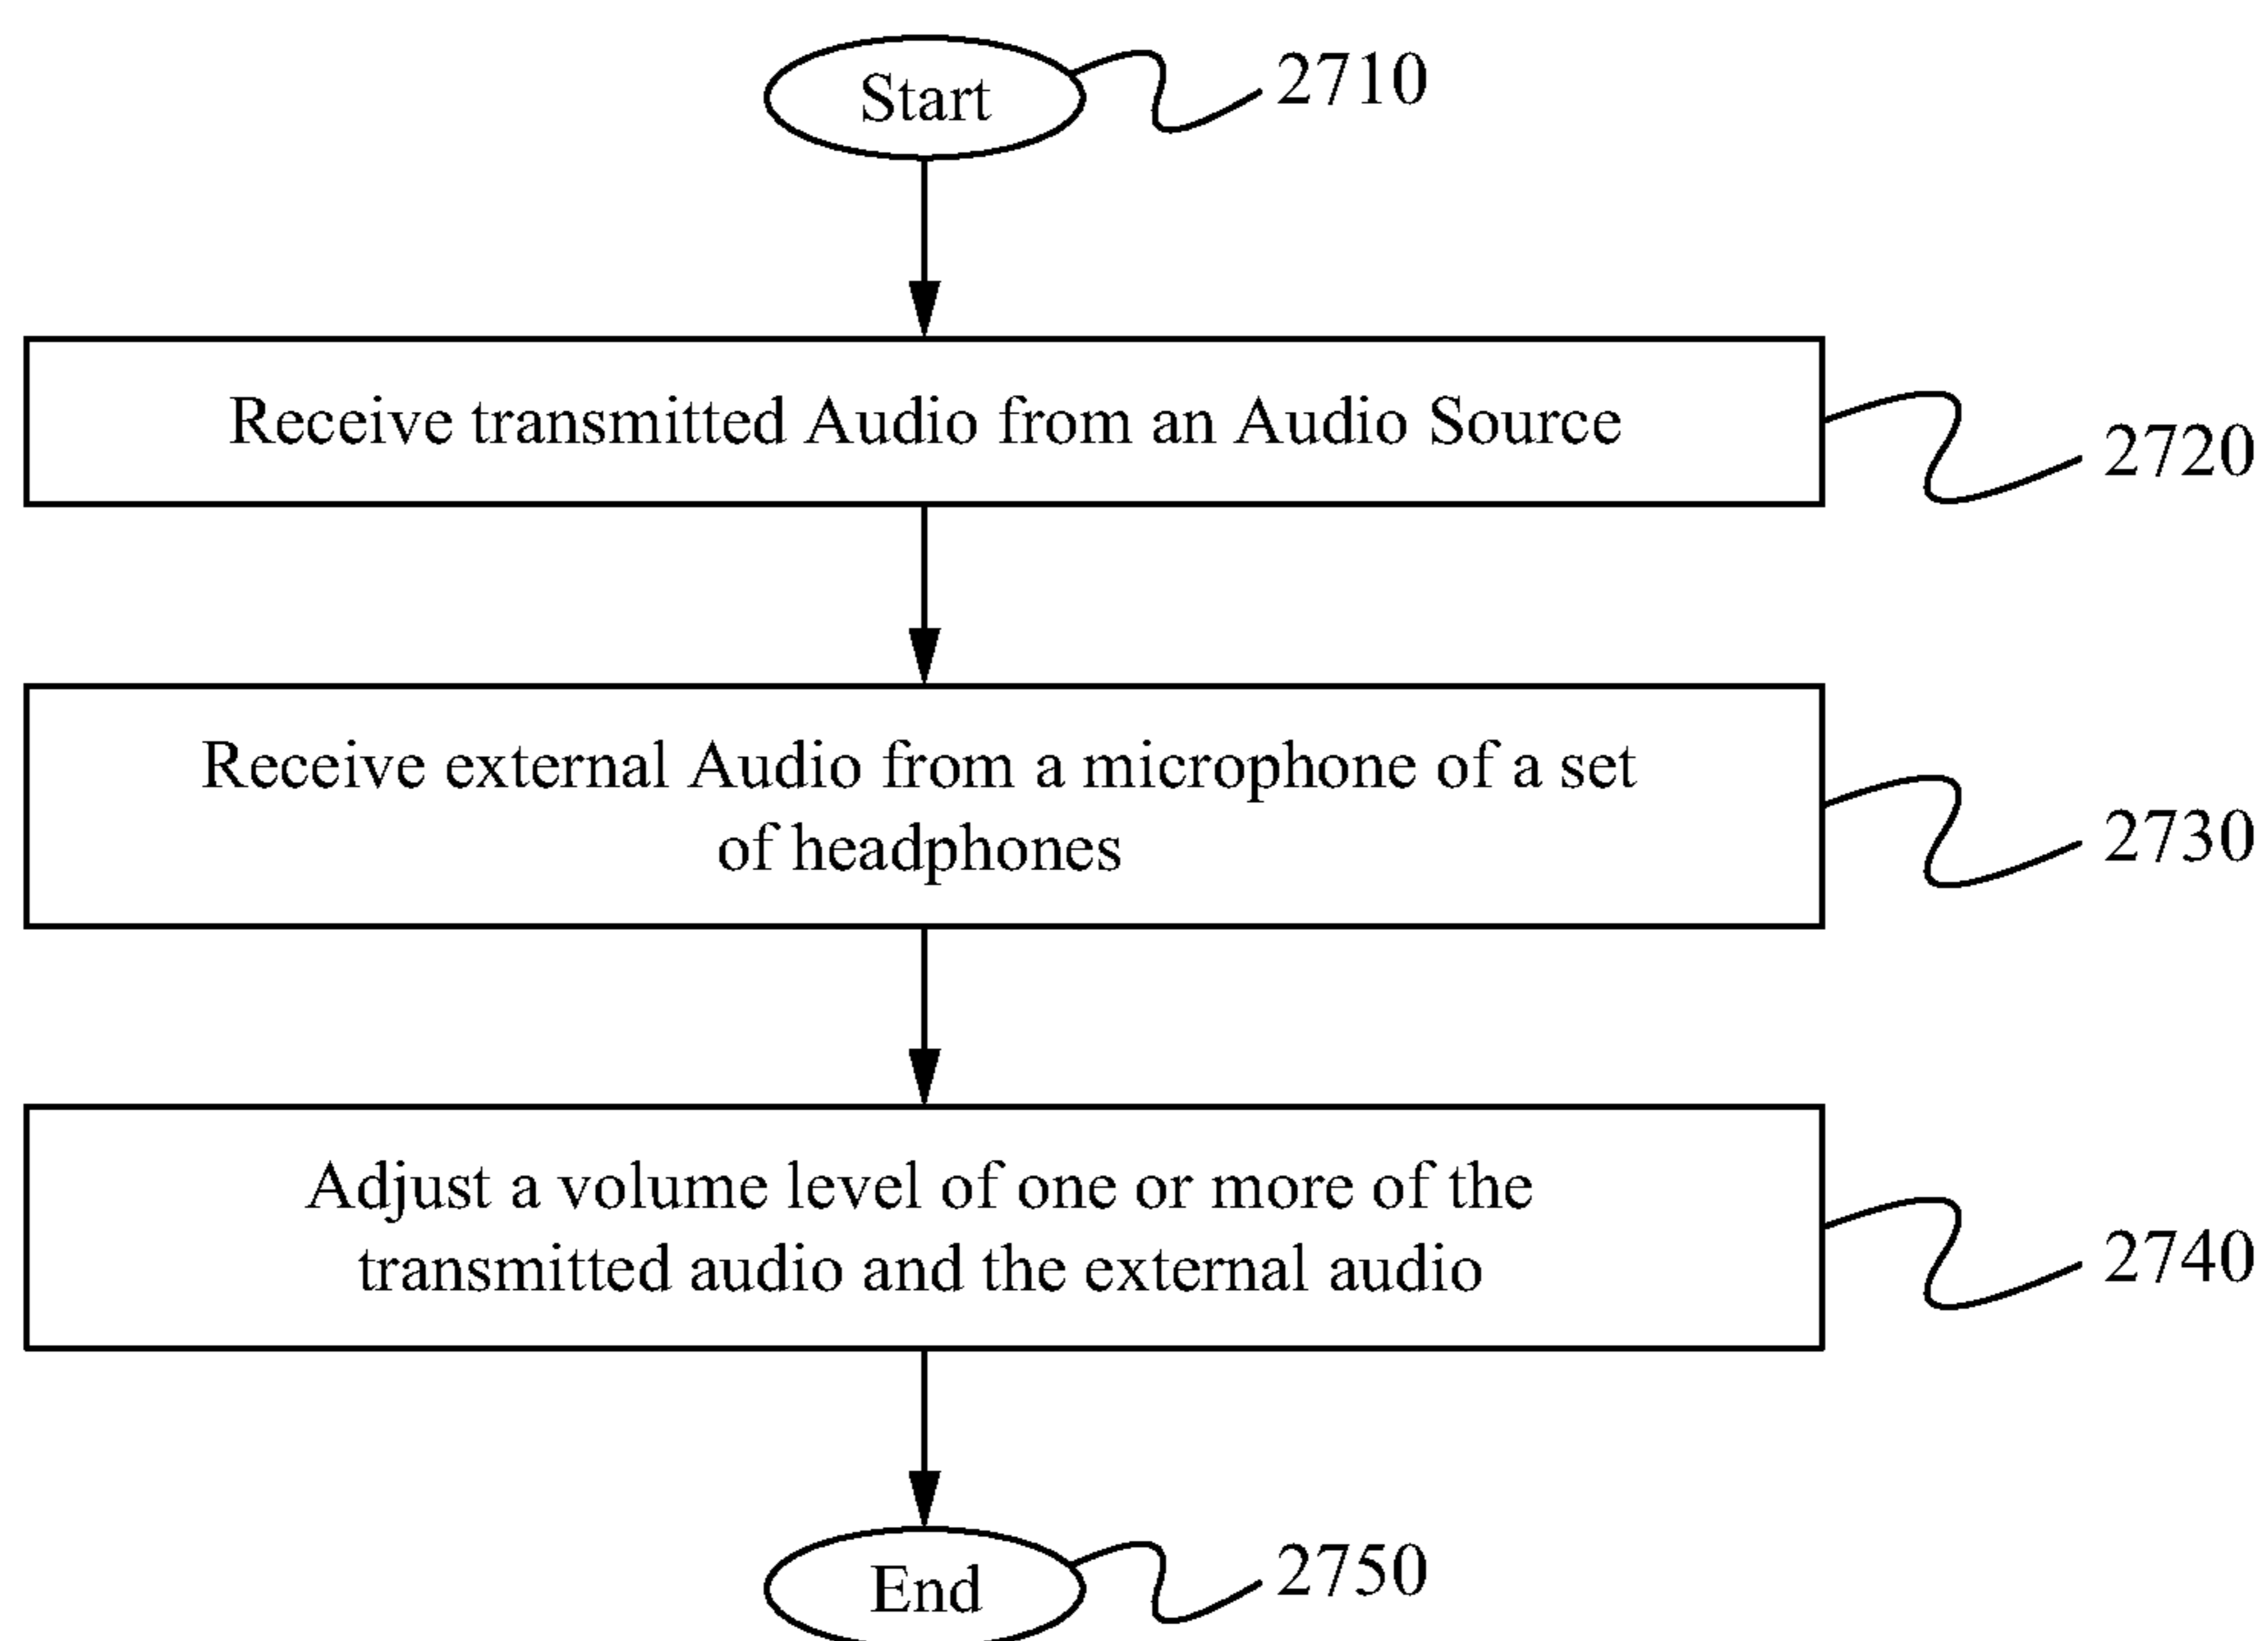 Start
2710
Receive transmitted Audio from an Audio Source
2720
Receive external Audio from a microphone of a set
of headphones
2730
Adjust a volume level of one or more of the
transmitted audio and the external audio
2740
End
2750